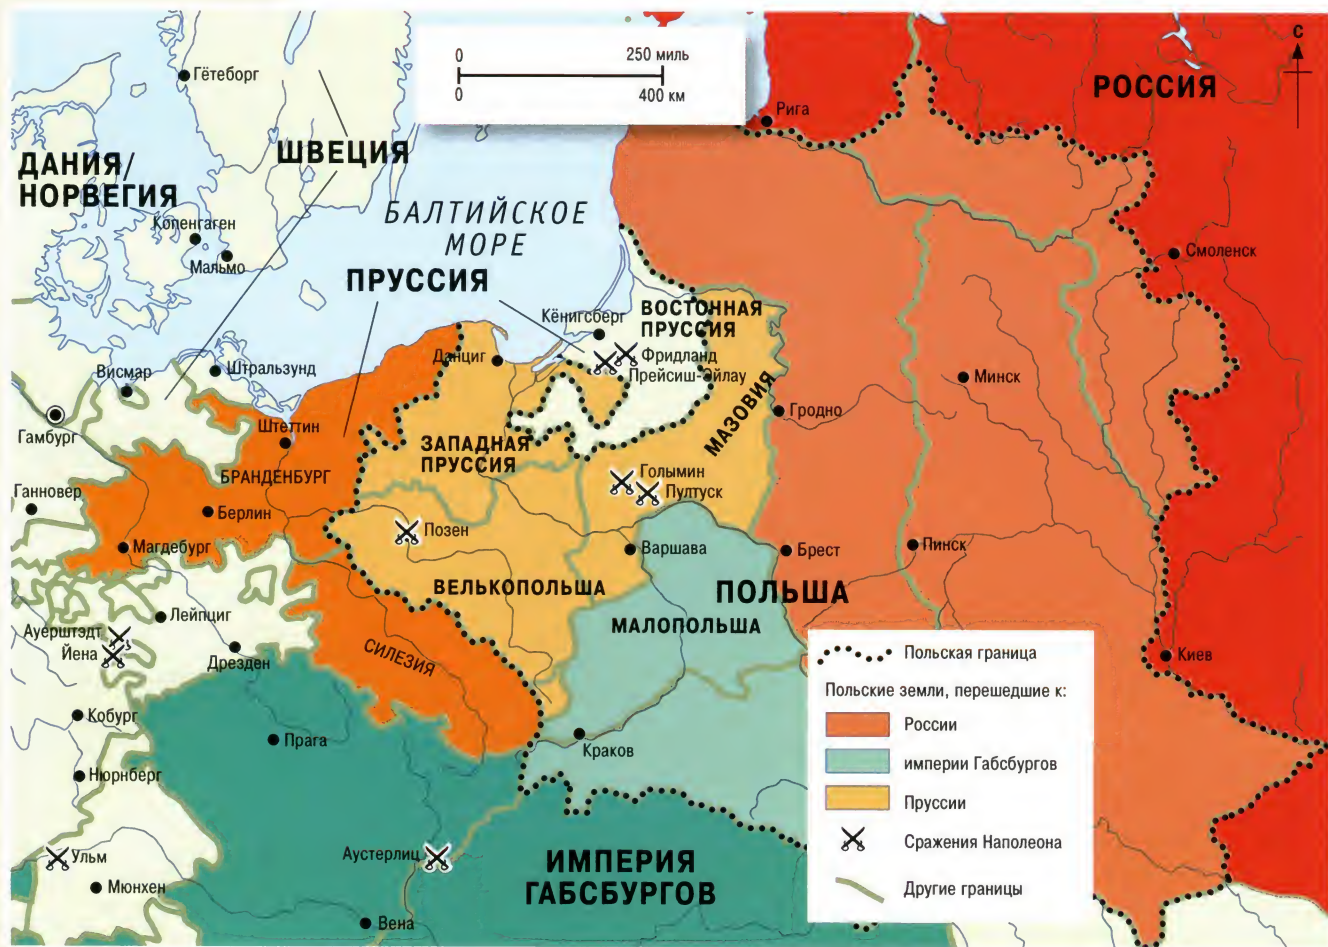 0
250 миль
0
400 км
С
РОССИЯ
Гётеборг
Рига
ДАНИЯ/
НОРВЕГИЯ
ШВЕЦИЯ
БАЛТИЙСКОЕ
МОРЕ
Копенгаген
Мальмо
Смоленск
ПРУССИЯ
Кёнигсберг
ВОСТОЧНАЯ
ПРУССИЯ
Данциг
Фридланд
Прейсиш-Эйлау
Висмар
Штральзунд
Минск
МАЗОВИЯ
Гродно
Гамбург
Штеттин
ЗАПАДНАЯ
ПРУССИЯ
БРАНДЕНБУРГ
Голымин
Пултуск
Ганновер
Берлин
Позен
Магдебург
Варшава
Брест
Пинск
ВЕЛЬКОПОЛЬША
ПОЛЬША
МАЛОПОЛЬША
Лейпциг
Ауерштэдт
Йена
Дрезден
СИЛЕЗИЯ
Киев
Кобург
Прага
Краков
Нюрнберг
Ульм
Мюнхен
Аустерлиц
ИМПЕРИЯ
ГАБСБУРГОВ
Вена
Польская граница
Польские земли, перешедшие к:
России
империи Габсбургов
Пруссии
Сражения Наполеона
Другие границы